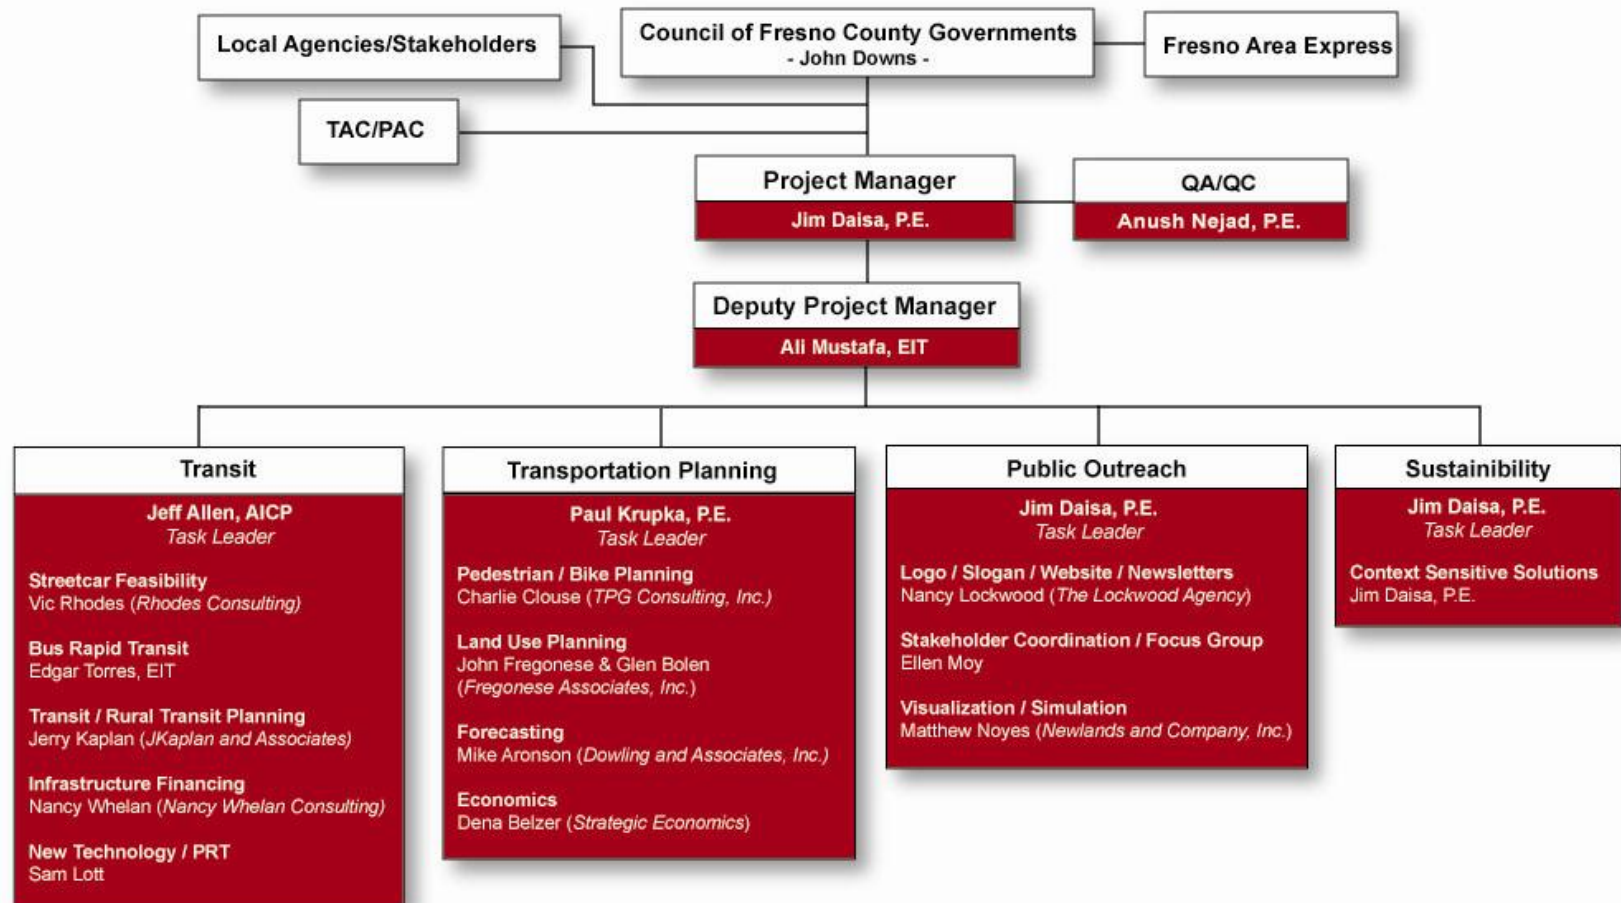 Local Agencies/Stakeholders
Council of Fresno County Governments
- John Downs -
Fresno Area Express
TAC/PAC
Project Manager
Jim Daisa, P.E.
QA/QC
Anush Nejad, P.E.
Deputy Project Manager
Ali Mustafa, EIT
Transit
Jeff Allen, AICP
Task Leader
Streetcar Feasibility
Vic Rhodes (Rhodes Consulting)
Bus Rapid Transit
Edgar Torres, EIT
Transit / Rural Transit Planning
Jerry Kaplan (JKaplan and Associates)
Infrastructure Financing
Nancy Whelan (Nancy Whelan Consulting)
New Technology / PRT
Sam Lott
Transportation Planning
Paul Krupka, P.E.
Task Leader
Pedestrian / Bike Planning
Charlie Clouse (TPG Consulting, Inc.)
Land Use Planning
John Fregonese & Glen Bolen
(Fregonese Associates, Inc.)
Forecasting
Mike Aronson (Dowling and Associates, Inc.)
Economics
Dena Belzer (Strategic Economics)
Public Outreach
Jim Daisa, P.E.
Task Leader
Logo / Slogan / Website / Newsletters
Nancy Lockwood (The Lockwood Agency)
Stakeholder Coordination / Focus Group
Ellen Moy
Visualization / Simulation
Matthew Noyes (Newlands and Company, Inc.)
Sustainibility
Jim Daisa, P.E.
Task Leader
Context Sensitive Solutions
Jim Daisa, P.E.